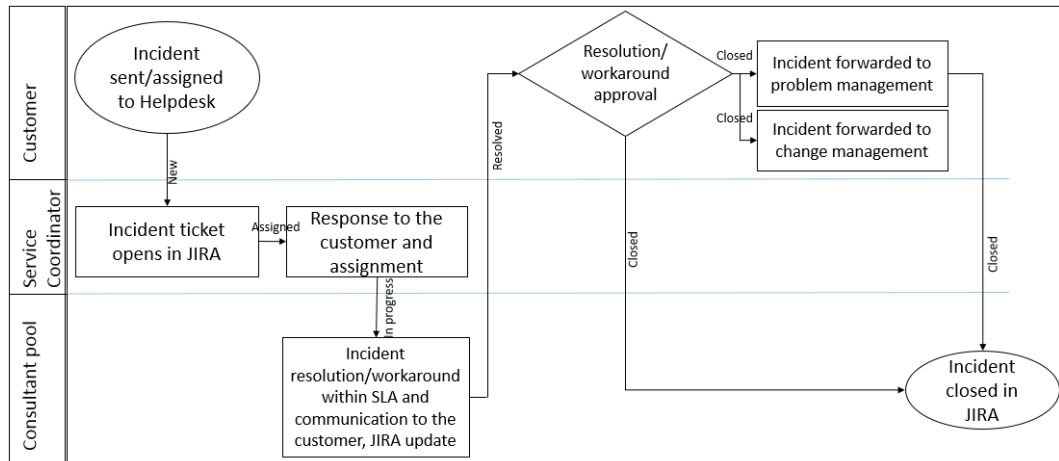 Customer
Incident
sent/assigned
to Helpdesk
New
Resolution/
workaround
approval
Closed
Incident forwarded to
problem management
Closed
Incident forwarded to
change management
Resolved
Service
Coordinator
Incident ticket
opens in JIRA
Assigned
Response to the
customer and
assignment
Closed
Closed
In progress
Consultant pool
Incident
resolution/workaround
within SLA and
communication to the
customer, JIRA update
Incident
closed in
JIRA